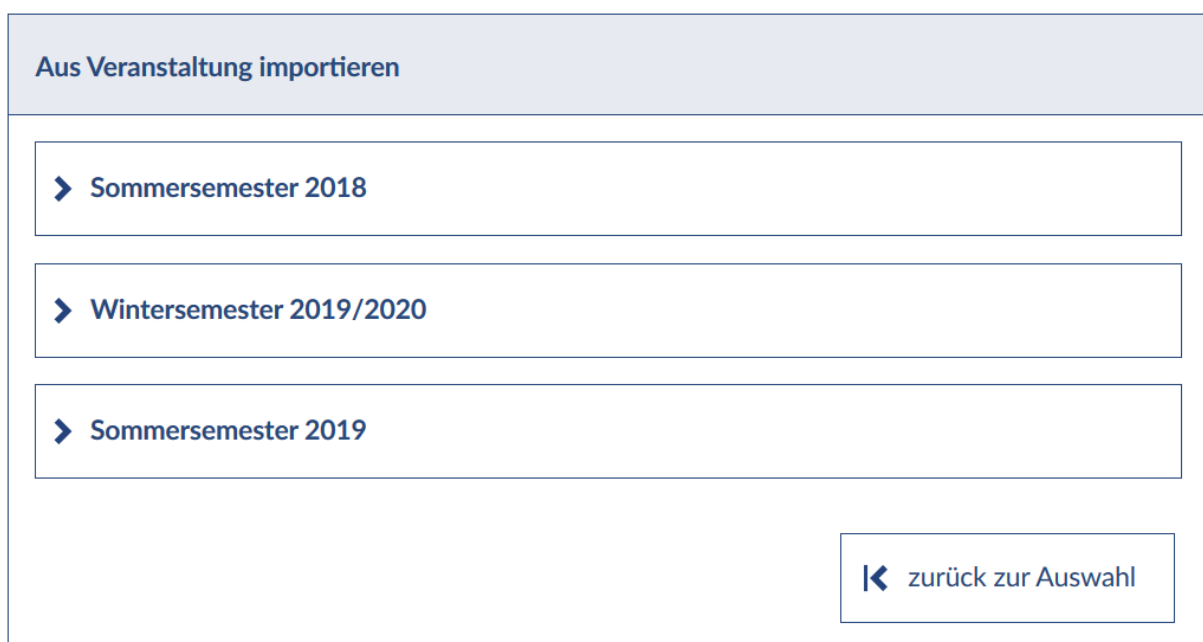 Aus Veranstaltung importieren
Sommersemester 2018
Wintersemester 2019/2020
Sommersemester 2019
zurück zur Auswahl